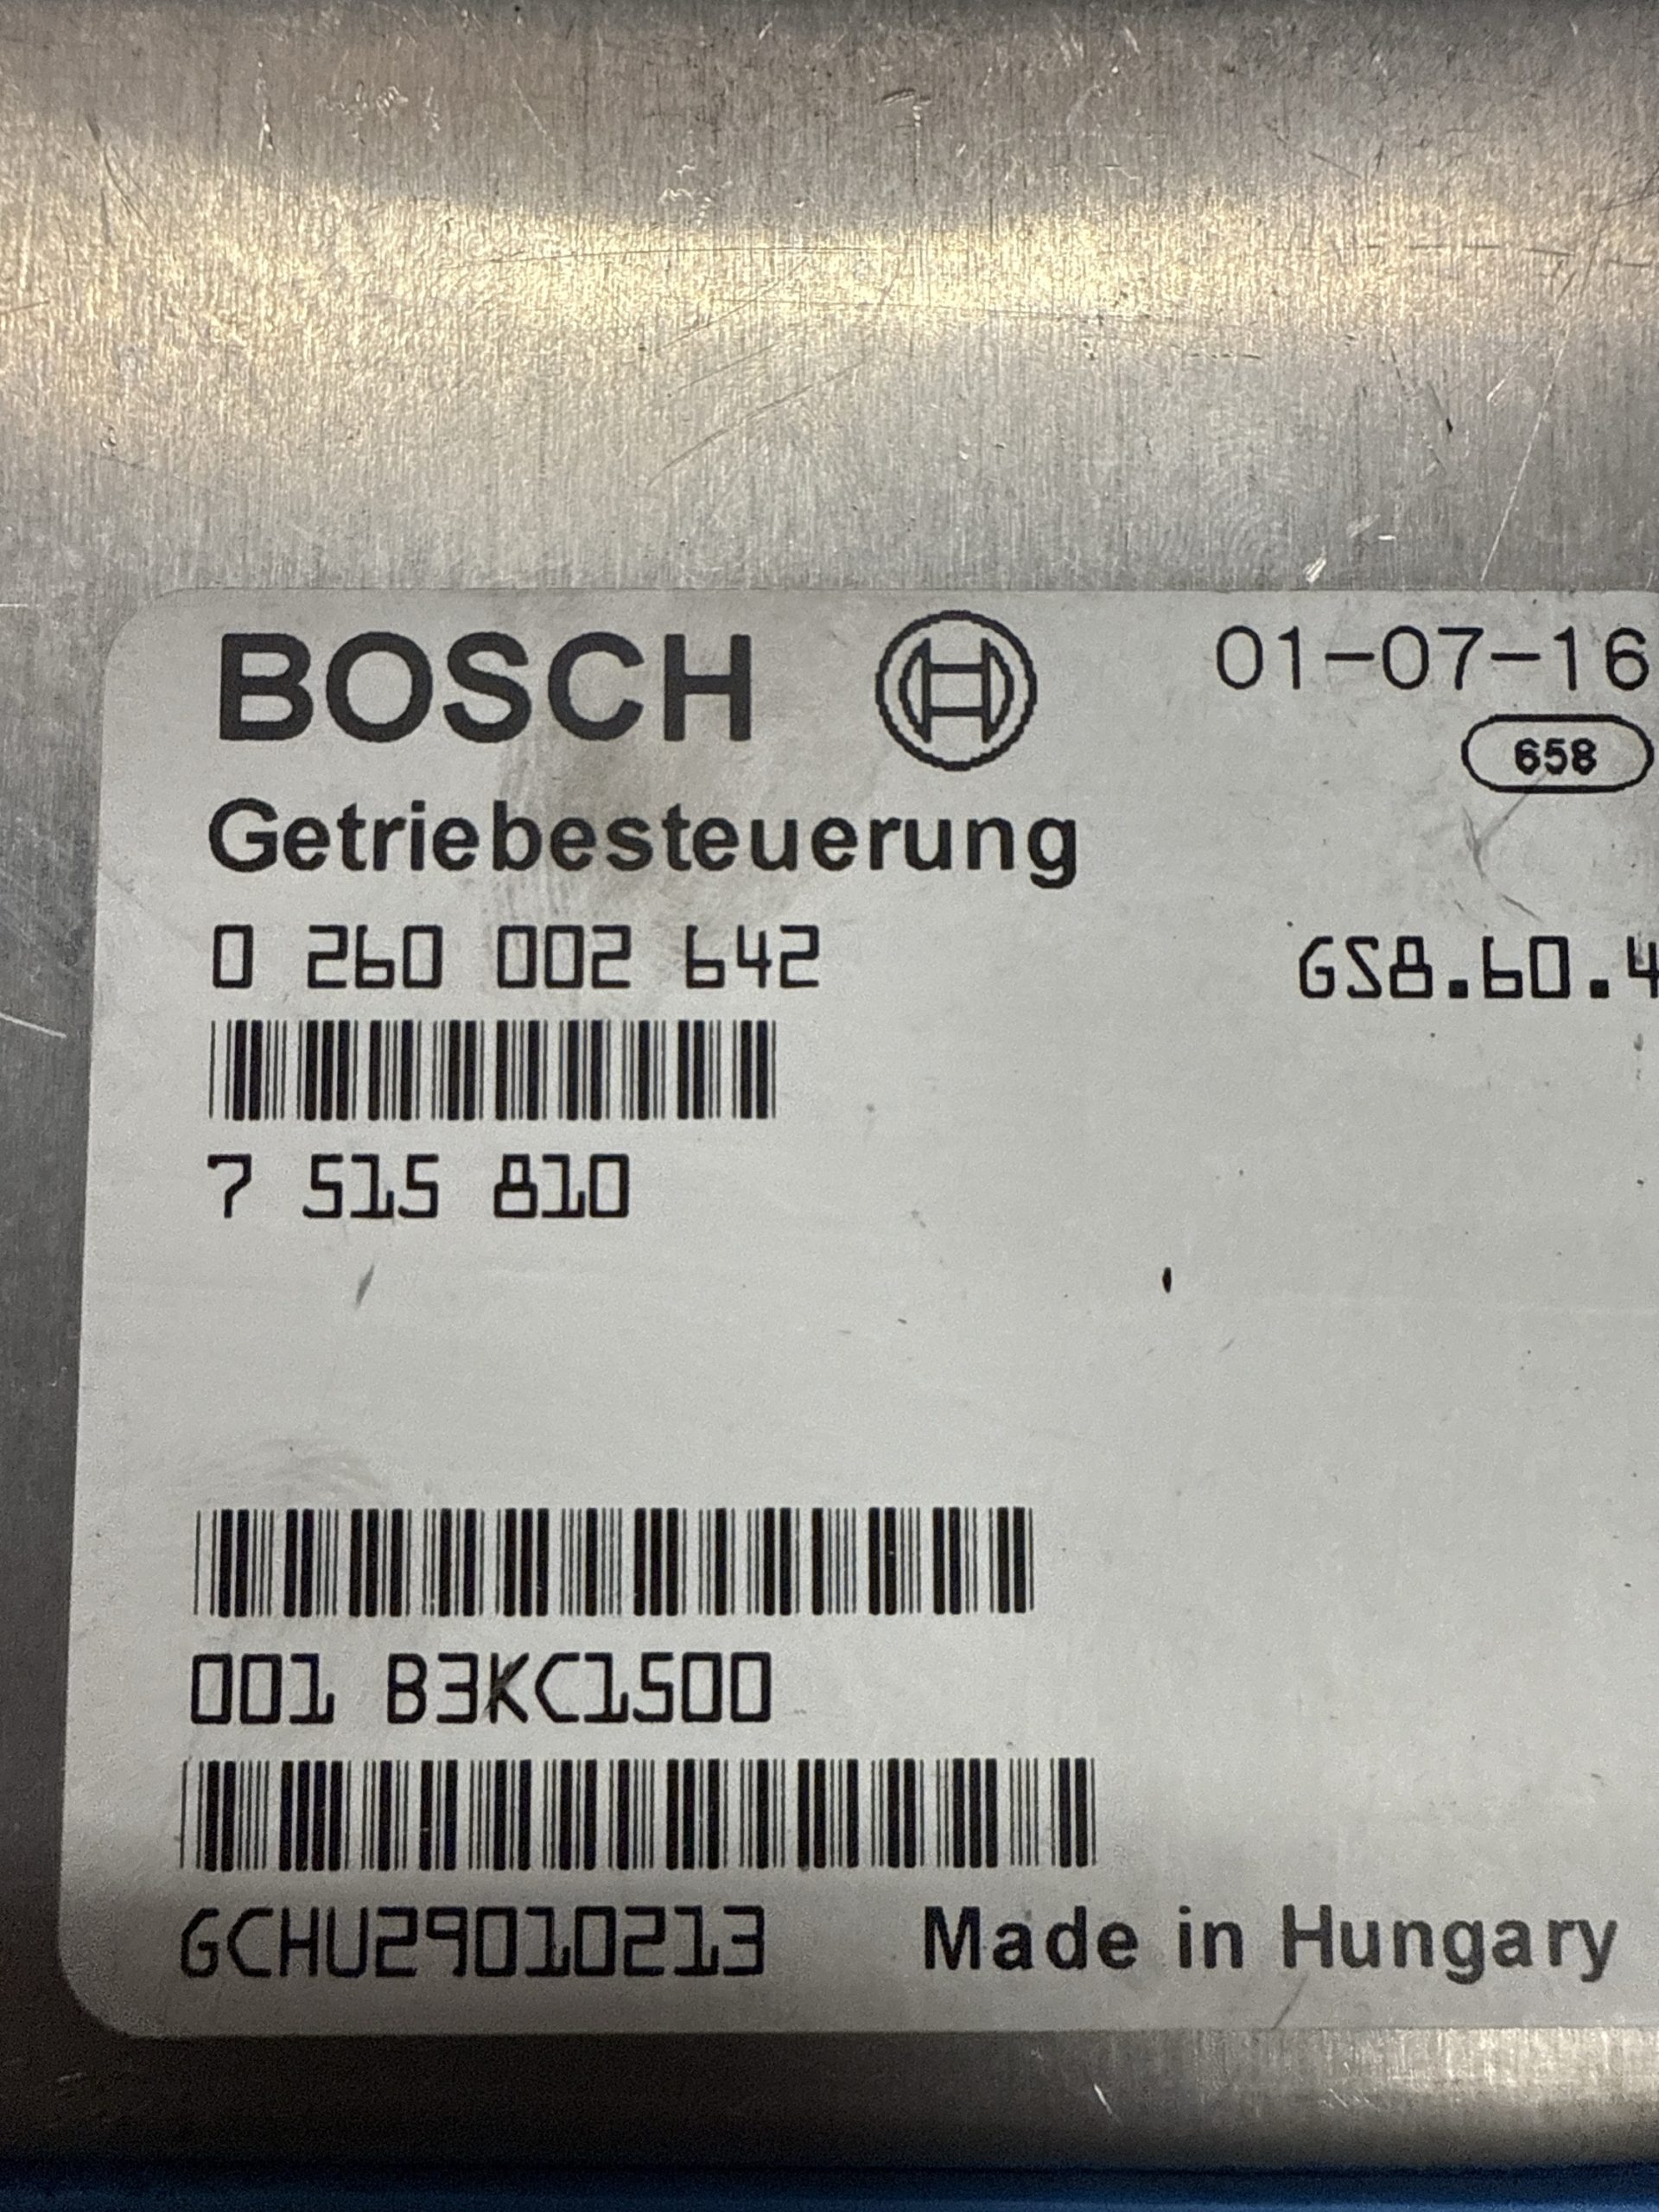 BOSCH 01-07-16
658
Getriebesteuerung
0 260 002 642 GS8.60.4
7 515 810
001 B3KC1500
GCHU29010213 Made in Hungary